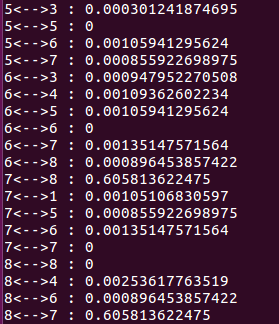 5<-->3 : 0.000301241874695
5<-->5 : 0
5<-->6 : 0.00105941295624
5<-->7 : 0.000855922698975
6<-->3 : 0.000947952270508
6<-->4 : 0.00109362602234
6<-->5 : 0.00105941295624
6<-->6 : 0
6<-->7 : 0.00135147571564
6<-->8 : 0.000896453857422
7<-->8 : 0.605813622475
7<-->1 : 0.00105106830597
7<-->5 : 0.000855922698975
7<-->6 : 0.00135147571564
7<-->7 : 0
8<-->8 : 0
8<-->4 : 0.00253617763519
8<-->6 : 0.000896453857422
8<-->7 : 0.605813622475